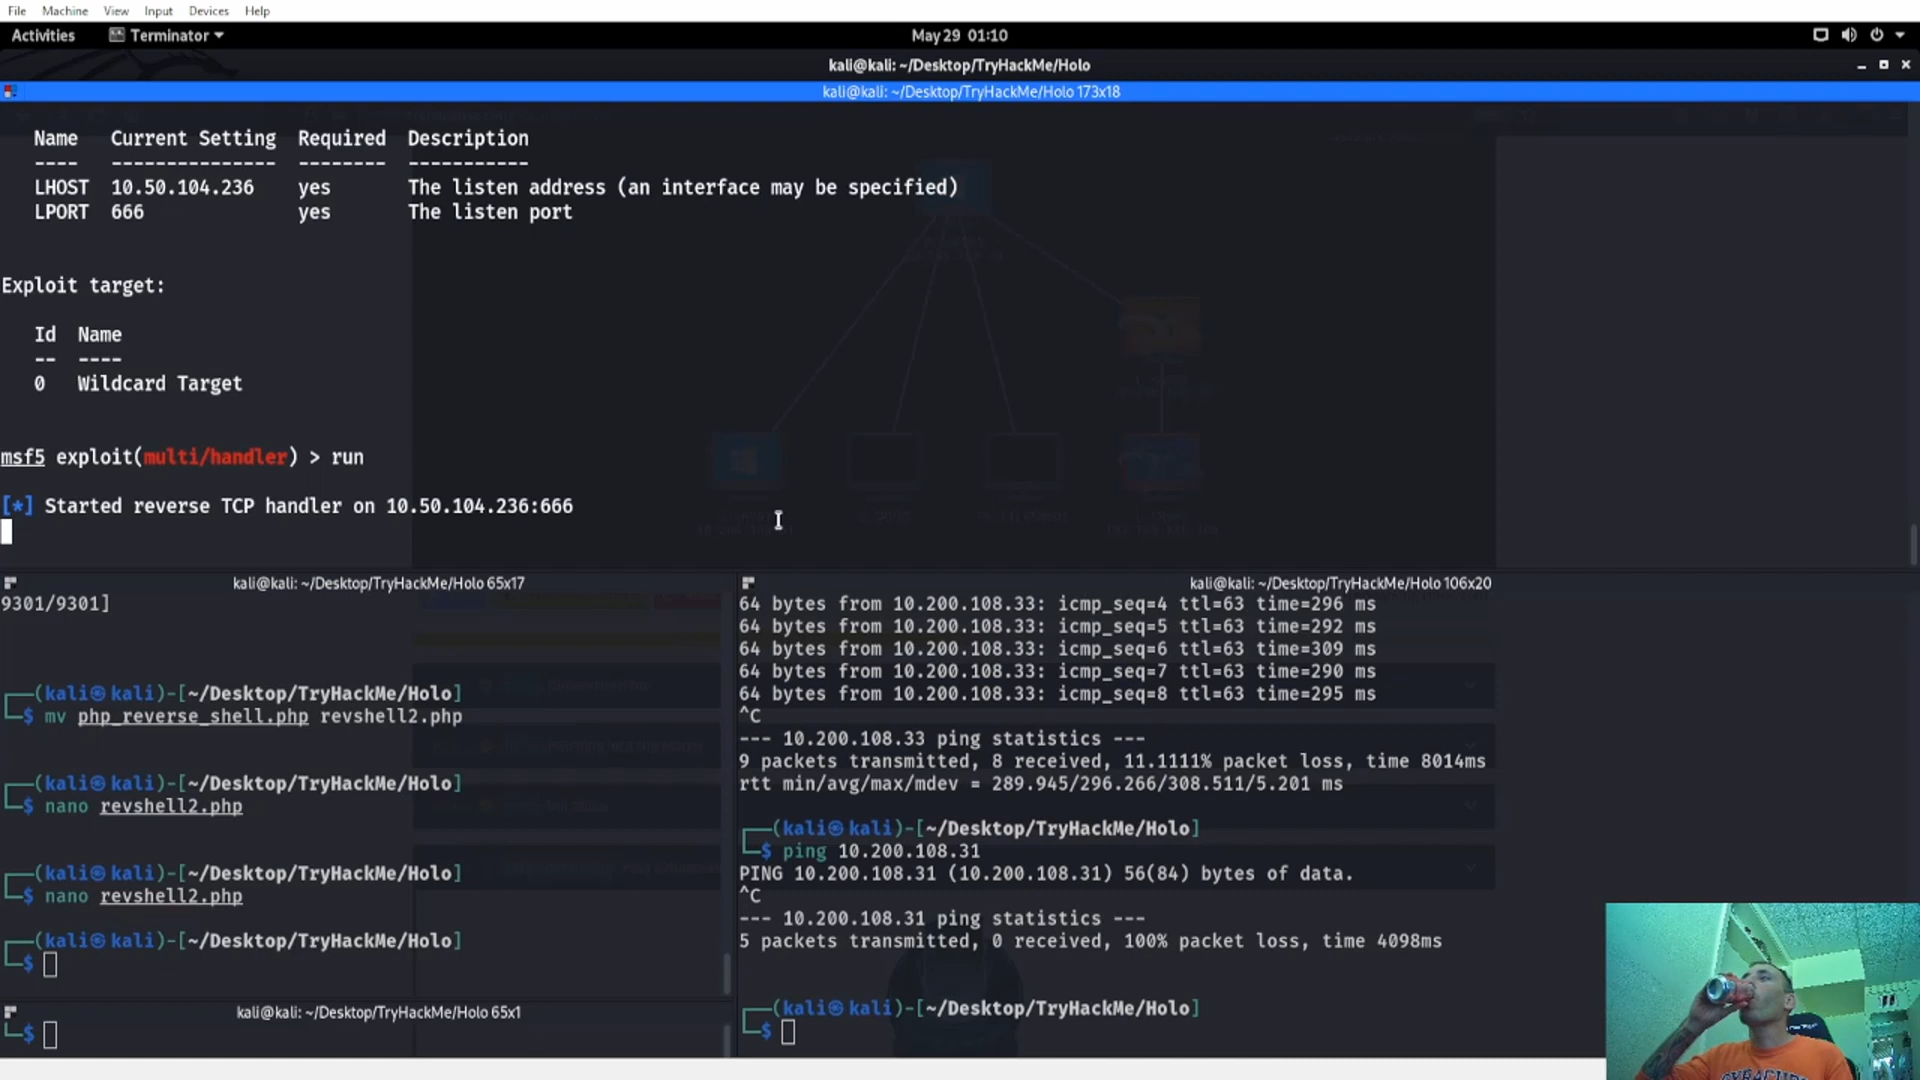 File Machine View Input Devices Help
Activities Terminator May 29 01:10
kali@kali: ~/Desktop/TryHackMe/Holo
kali@kali: ~/Desktop/TryHackMe/Holo 173x18
Name Current Setting Required Description
---- --------------- -------- -----------
LHOST 10.50.104.236 yes The listen address (an interface may be specified)
LPORT 666 yes The listen port
Exploit target:
Id Name
-- ----
0 Wildcard Target
msf5 exploit(multi/handler) > run
[*] Started reverse TCP handler on 10.50.104.236:666
kali@kali: ~/Desktop/TryHackMe/Holo 65x17
9301/9301]
┌──(kali㉿kali)-[~/Desktop/TryHackMe/Holo]
└─$ mv php_reverse_shell.php revshell2.php
┌──(kali㉿kali)-[~/Desktop/TryHackMe/Holo]
└─$ nano revshell2.php
┌──(kali㉿kali)-[~/Desktop/TryHackMe/Holo]
└─$ nano revshell2.php
┌──(kali㉿kali)-[~/Desktop/TryHackMe/Holo]
└─$
kali@kali: ~/Desktop/TryHackMe/Holo 65x1
└─$
kali@kali: ~/Desktop/TryHackMe/Holo 106x20
64 bytes from 10.200.108.33: icmp_seq=4 ttl=63 time=296 ms
64 bytes from 10.200.108.33: icmp_seq=5 ttl=63 time=292 ms
64 bytes from 10.200.108.33: icmp_seq=6 ttl=63 time=309 ms
64 bytes from 10.200.108.33: icmp_seq=7 ttl=63 time=290 ms
64 bytes from 10.200.108.33: icmp_seq=8 ttl=63 time=295 ms
^C
--- 10.200.108.33 ping statistics ---
9 packets transmitted, 8 received, 11.1111% packet loss, time 8014ms
rtt min/avg/max/mdev = 289.945/296.266/308.511/5.201 ms
┌──(kali㉿kali)-[~/Desktop/TryHackMe/Holo]
└─$ ping 10.200.108.31
PING 10.200.108.31 (10.200.108.31) 56(84) bytes of data.
^C
--- 10.200.108.31 ping statistics ---
5 packets transmitted, 0 received, 100% packet loss, time 4098ms
┌──(kali㉿kali)-[~/Desktop/TryHackMe/Holo]
└─$